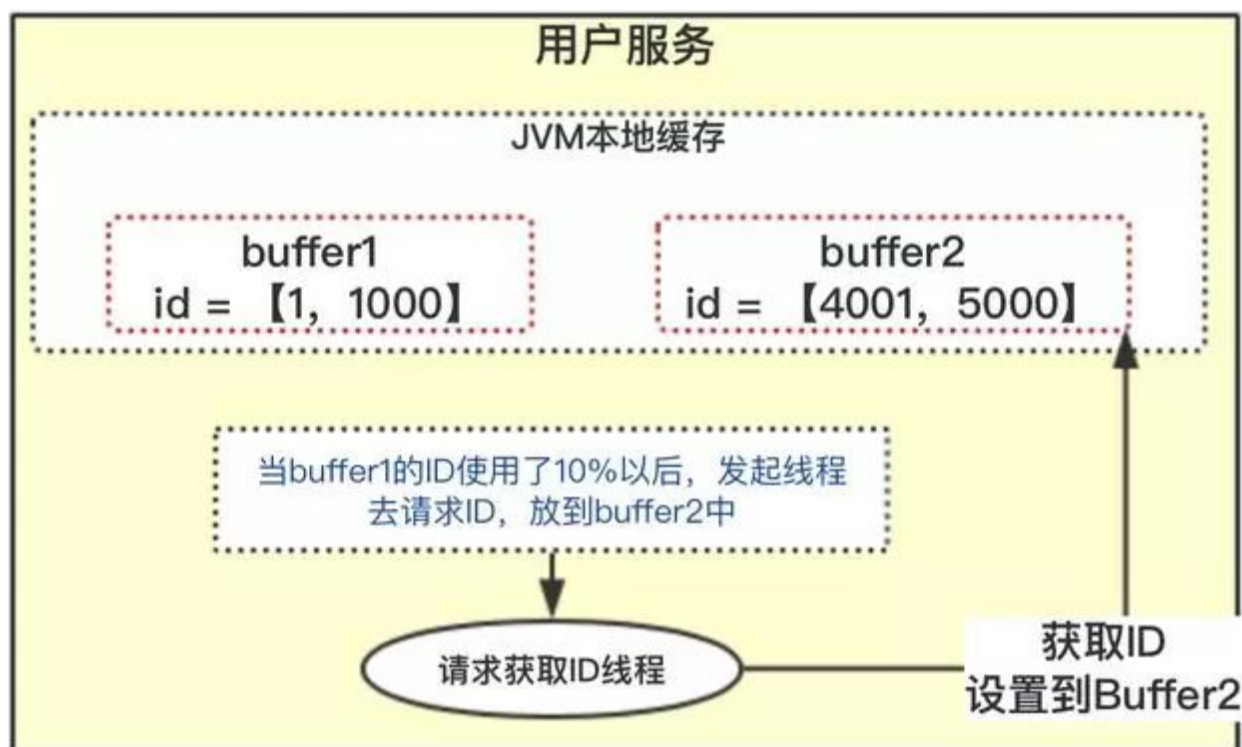 用户服务
JVM本地缓存
buffer1
id = 【1, 1000】
buffer2
id = 【4001, 5000】
当buffer1的ID使用了10%以后，发起线程
去请求ID，放到buffer2中
请求获取ID线程
获取ID
设置到Buffer2